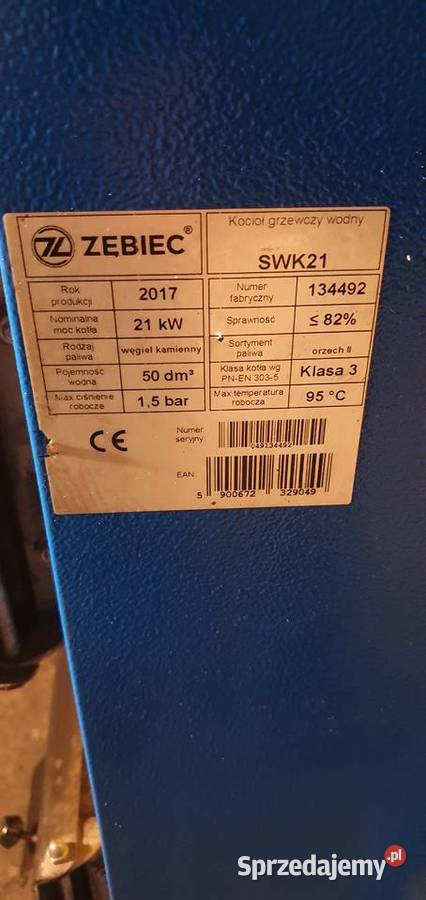 ZĘBIEC®
Kocioł grzewczy wodny
SWK21
Rok produkcji 2017
Numer fabryczny 134492
Nominalna moc kotła 21 kW
Sprawność ≤ 82%
Rodzaj paliwa węgiel kamienny
Sortyment paliwa orzech II
Pojemność wodna 50 dm³
Klasa kotła wg PN-EN 303-5 Klasa 3
Max ciśnienie robocze 1,5 bar
Max temperatura robocza 95 °C
CE
Numer seryjny
C49134492
EAN
5 900672 329049
Sprzedajemy.pl